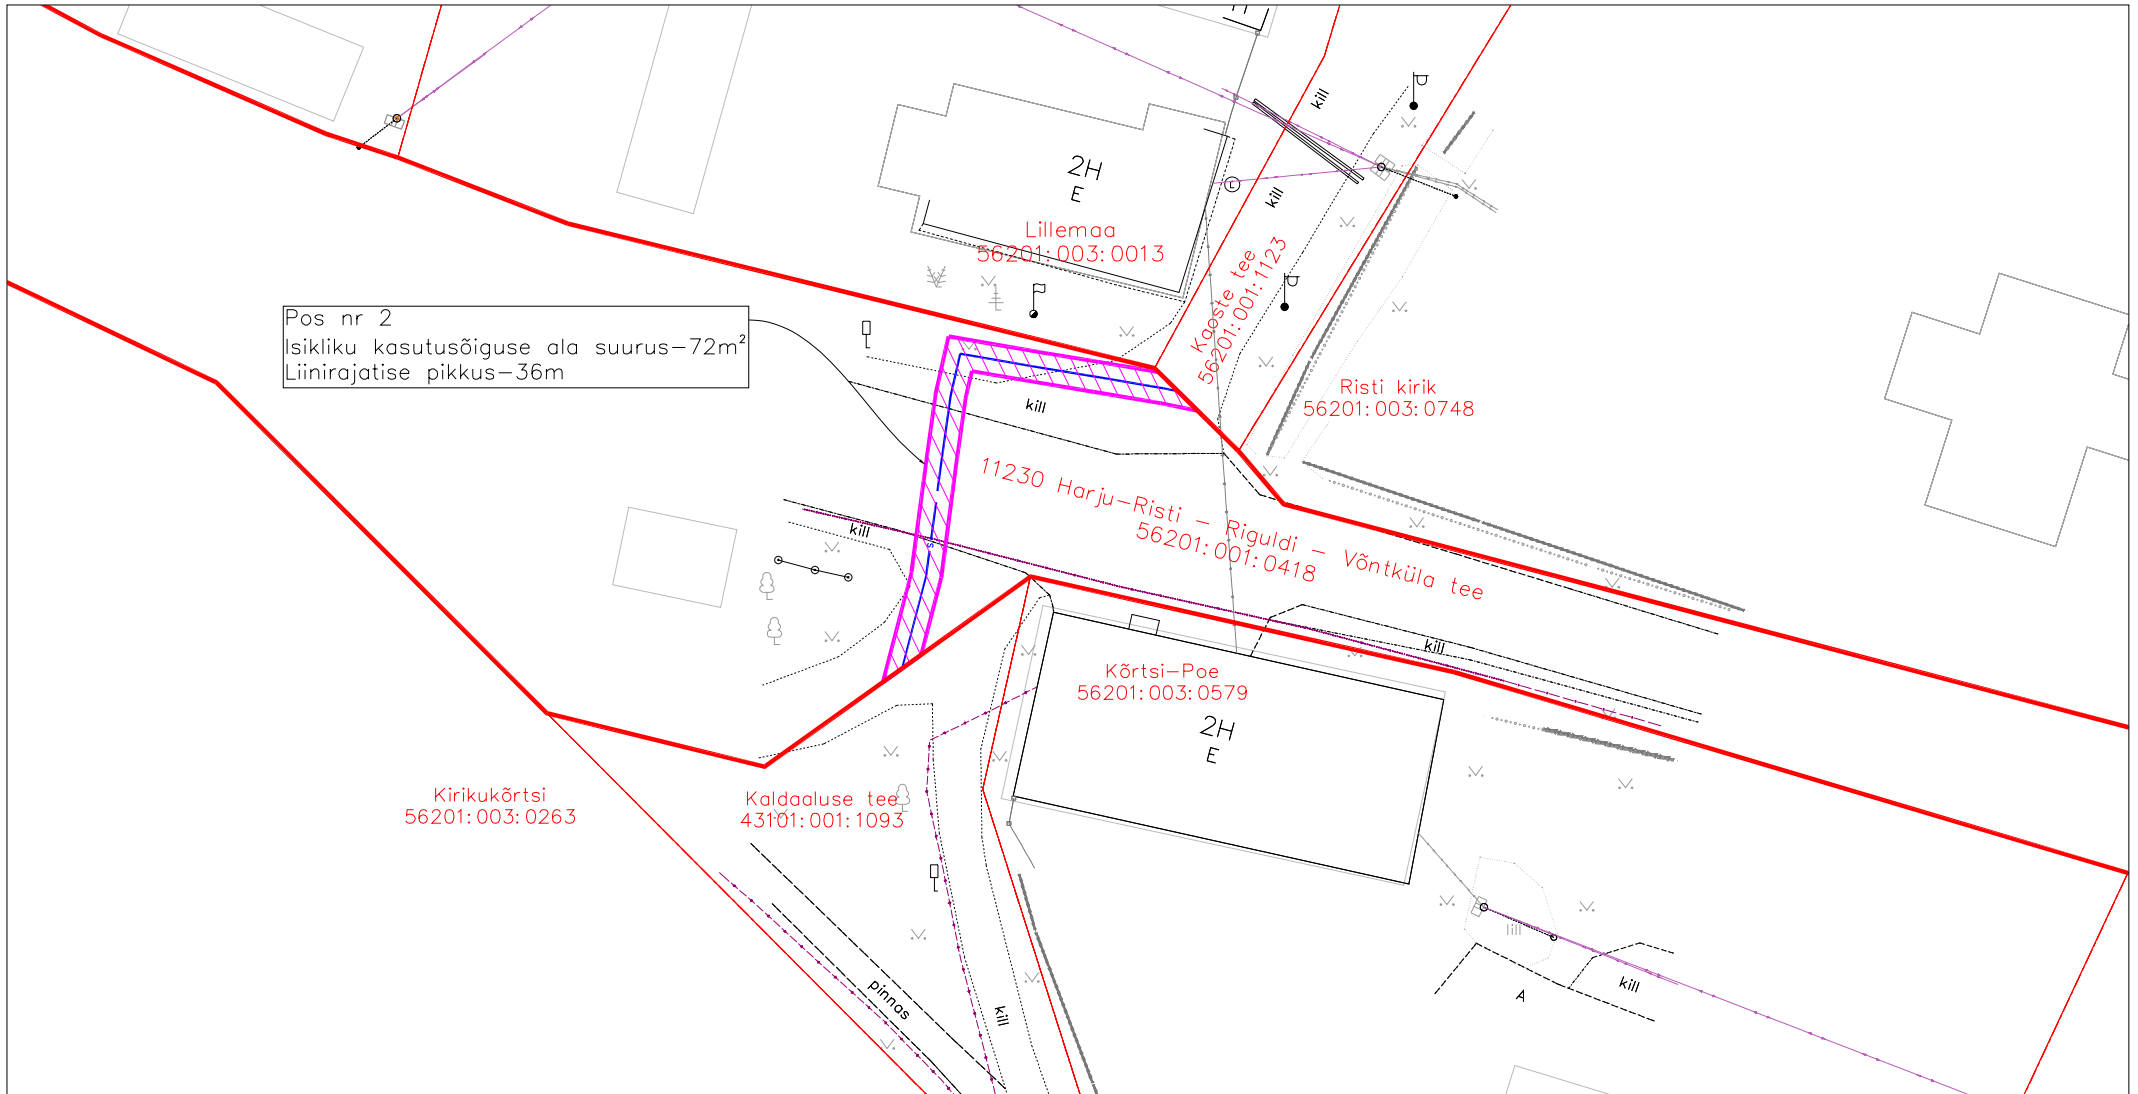 kill
2H
E
Lillemaa
56201:003:0013
kill
Kaoste tee
56201:001:1123
Pos nr 2
Isikliku kasutusõiguse ala suurus-72m²
Liinirajatise pikkus-36m
Risti kirik
56201:003:0748
kill
11230 Harju-Risti - Riguldi - Võntküla tee
56201:001:0418
kill
s
kill
Kõrtsi-Poe
56201:003:0579
2H
E
Kirikukõrtsi
56201:003:0263
Kaldaaluse tee
43101:001:1093
lill
pinnas
kill
A
kill